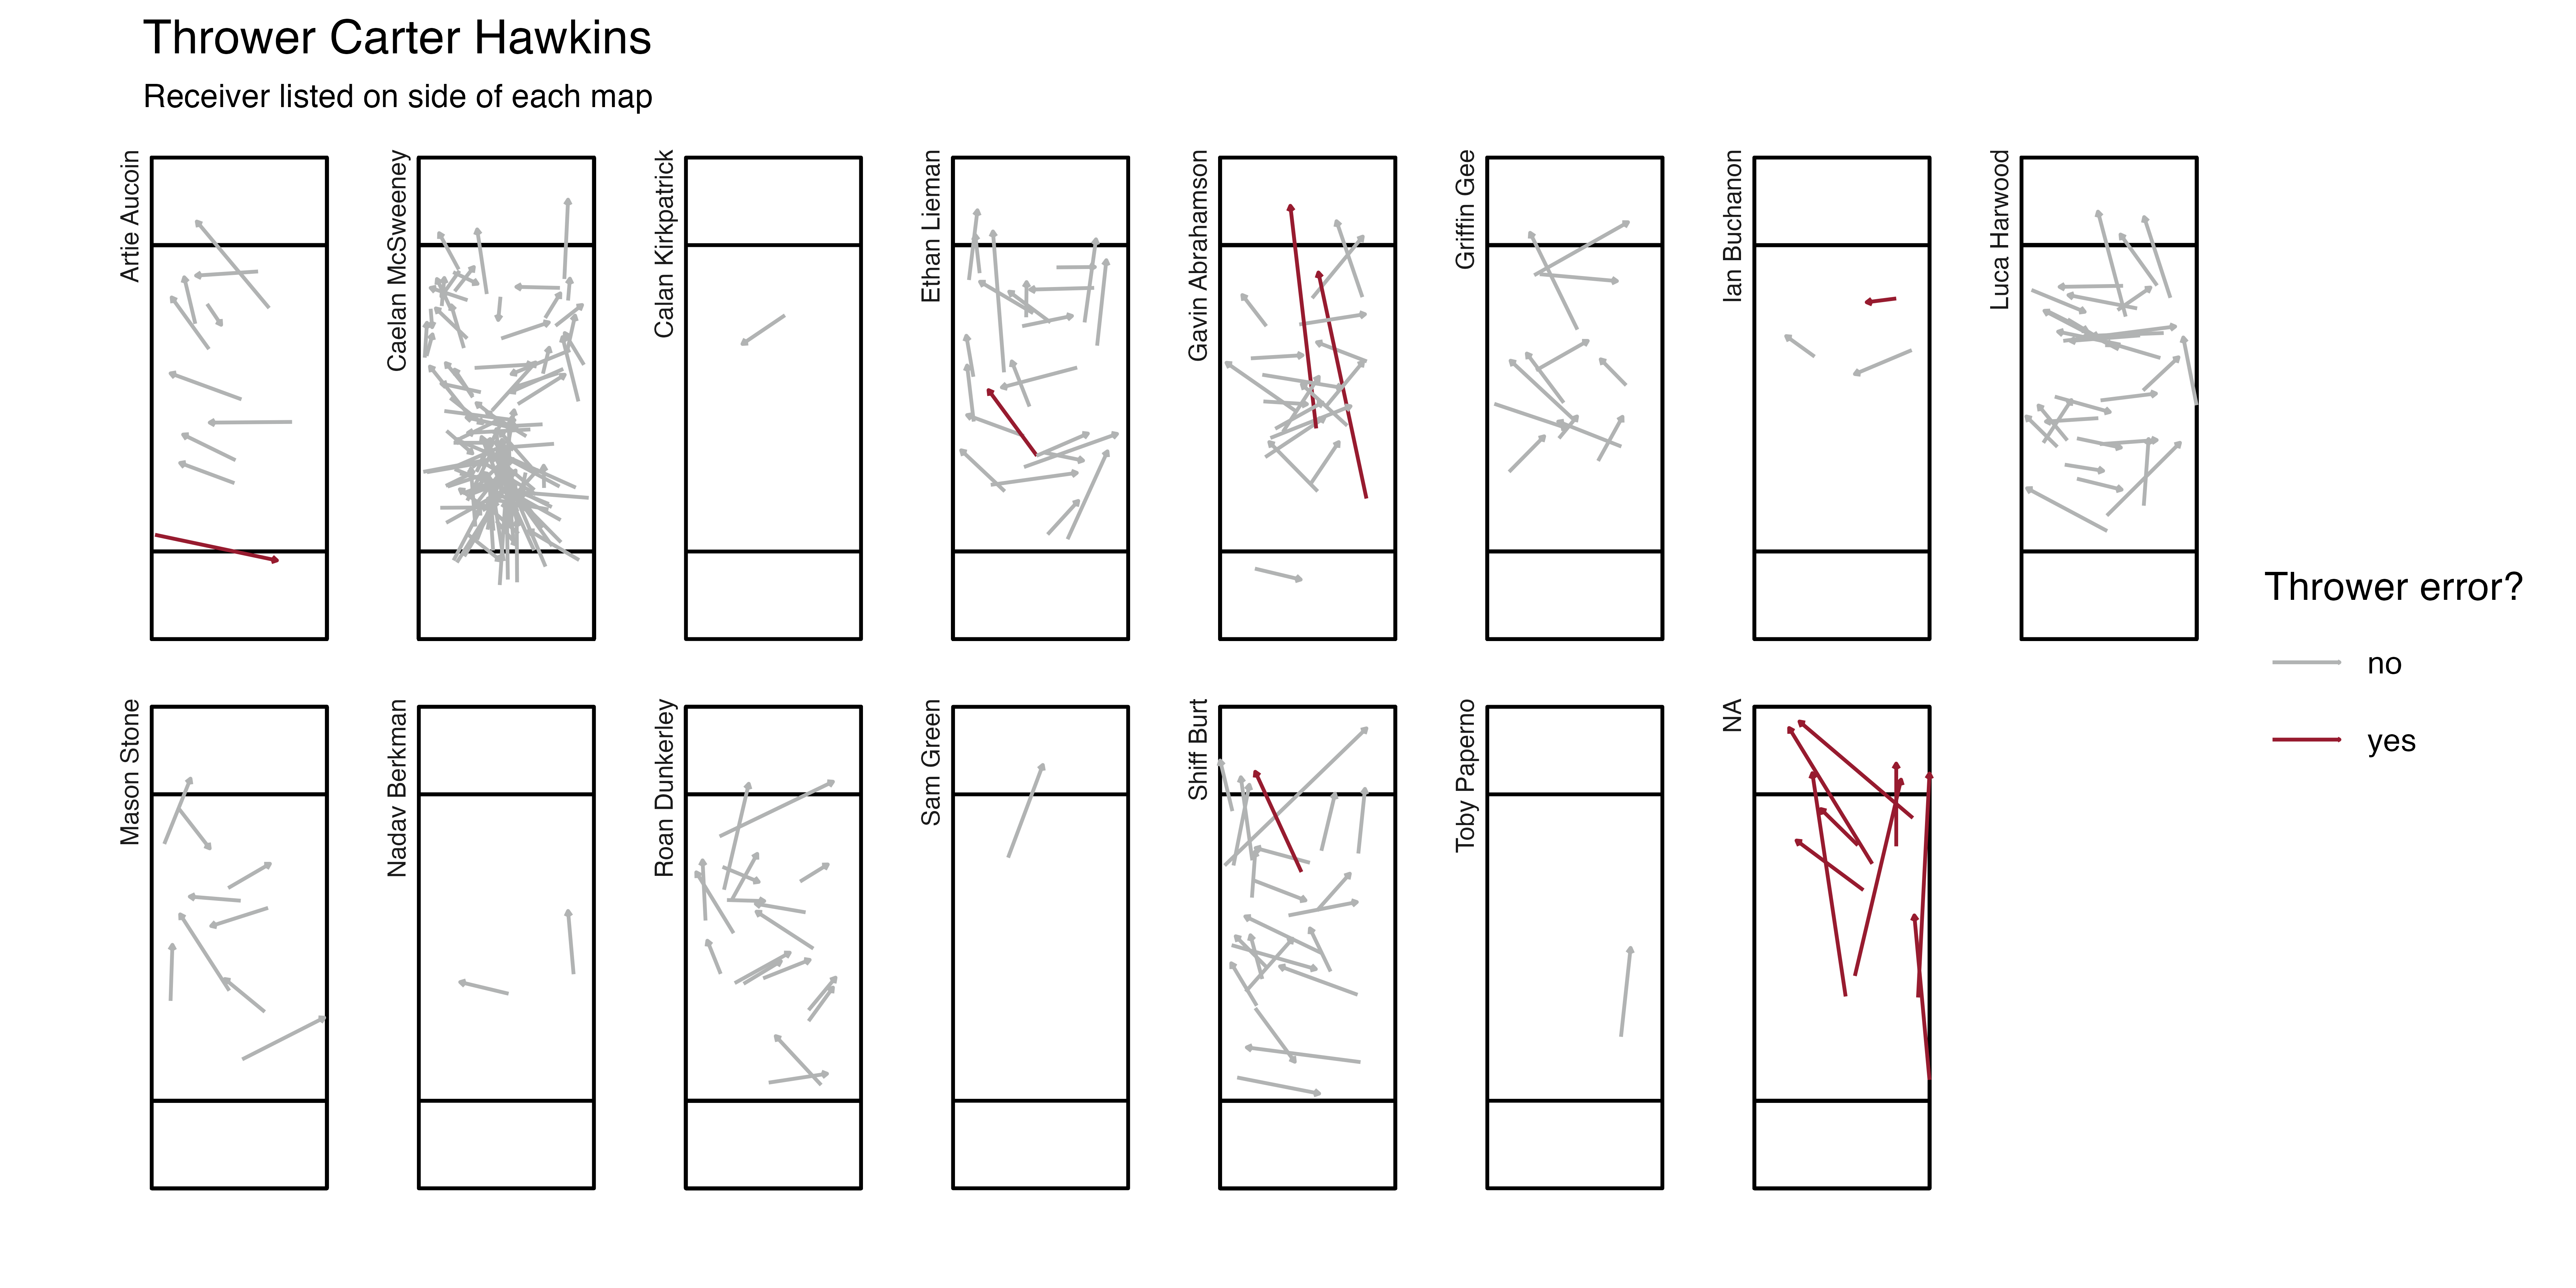 Thrower Carter Hawkins
Receiver listed on side of each map
Artie Aucoin
Caelan McSweeney
Calan Kirkpatrick
Ethan Lieman
Gavin Abrahamson
Griffin Gee
Ian Buchanon
Luca Harwood
Mason Stone
Nadav Berkman
Roan Dunkerley
Sam Green
Shiff Burt
Toby Paperno
NA
Thrower error?
no
yes